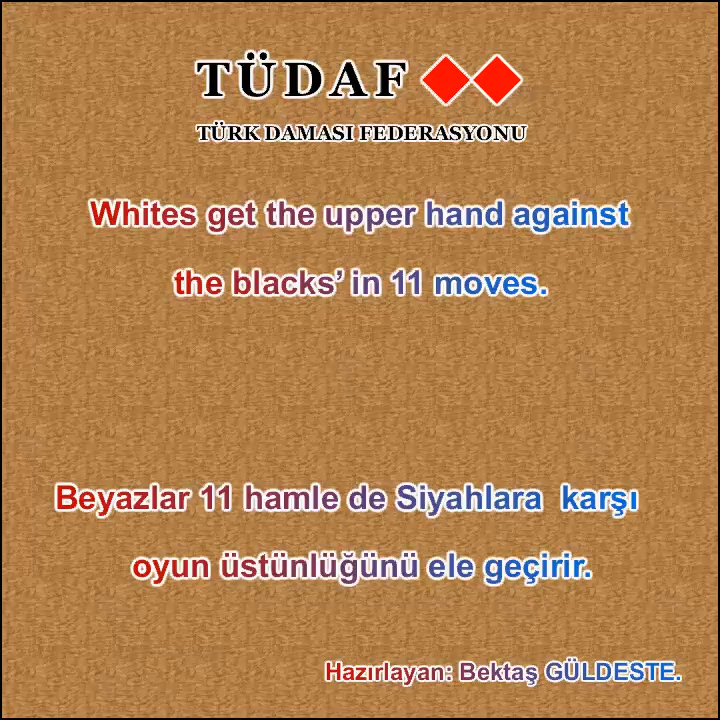 TÜDAF
TÜRK DAMASI FEDERASYONU
Whites get the upper hand against
the blacks’ in 11 moves.
Beyazlar 11 hamle de Siyahlara karşı
oyun üstünlüğünü ele geçirir.
Hazırlayan: Bektaş GÜLDESTE.